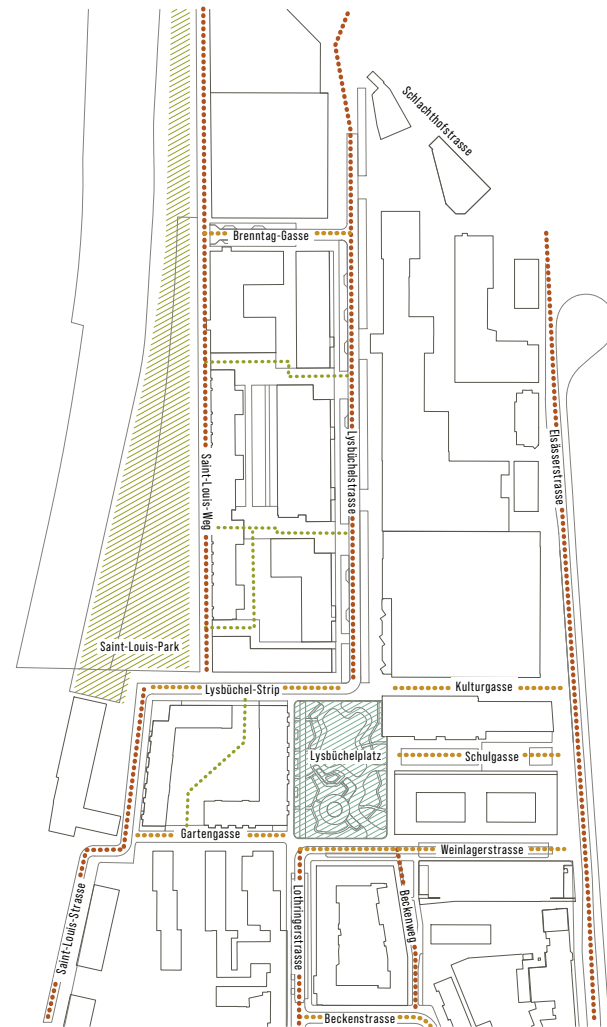 Schlachthofstrasse
Brenntag-Gasse
Saint-Louis-Weg
Lysbüchelstrasse
Elsässerstrasse
Saint-Louis-Park
Lysbüchel-Strip
Kulturgasse
Lysbüchelplatz
Schulgasse
Gartengasse
Weinlagerstrasse
Saint-Louis-Strasse
Lothringerstrasse
Beckenweg
Beckenstrasse